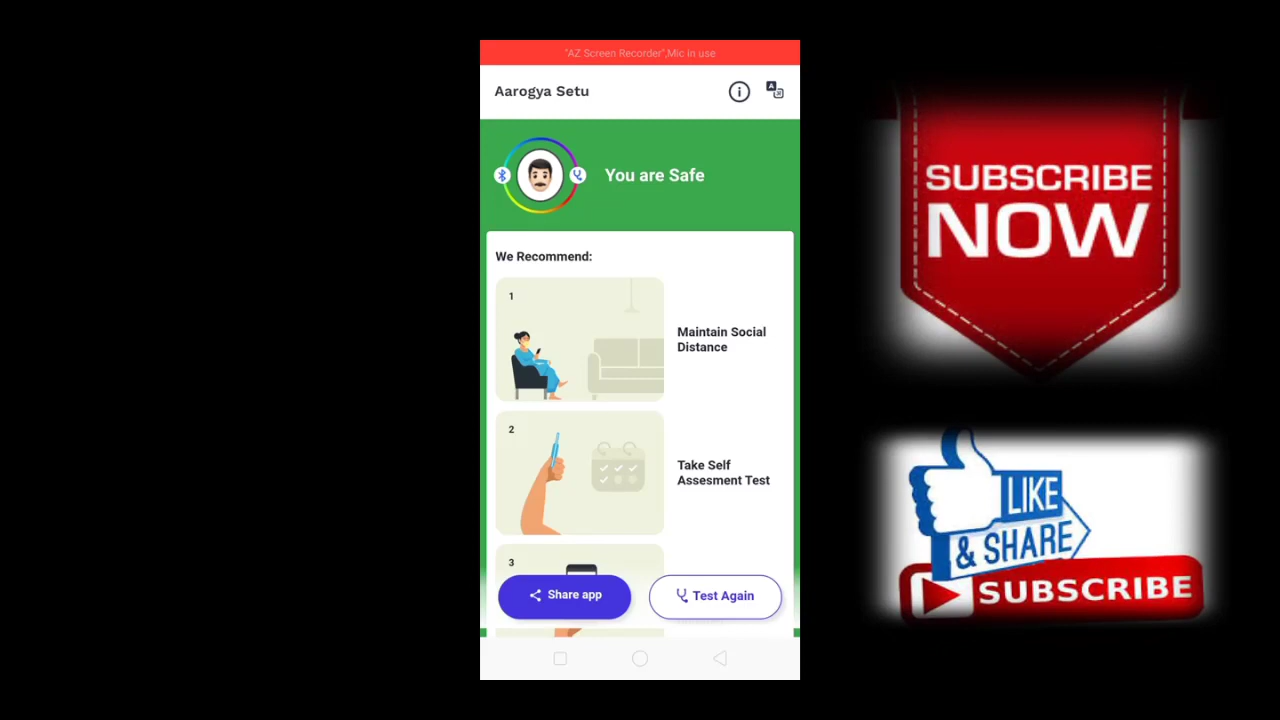 "AZ Screen Recorder",Mic in use
Aarogya Setu
You are Safe
We Recommend:
1
Maintain Social
Distance
2
Take Self
Assesment Test
3
Share app
Test Again
SUBSCRIBE
NOW
LIKE
& SHARE
SUBSCRIBE